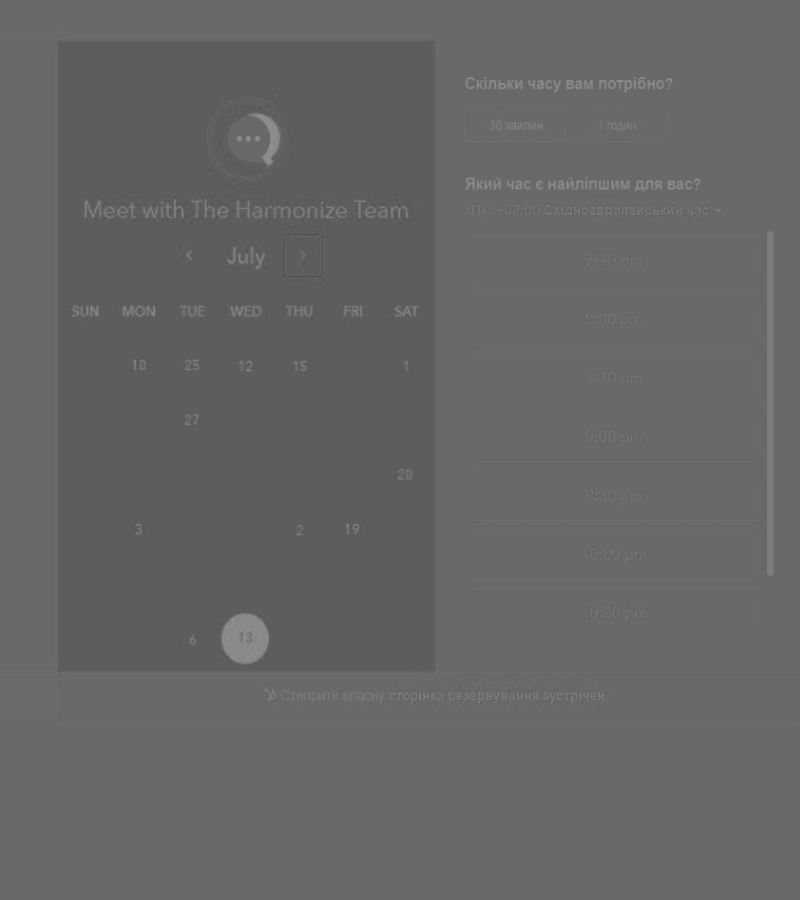 Meet with The Harmonize Team
July
SUN MON TUE WED THU FRI SAT
10 25 12 15 1
27
20
3 2 19
6 13
Скільки часу вам потрібно?
30 хвилин 1 годин
Який час є найліпшим для вас?
UTC +03:00 Східноєвропейський час
7:30 pm
8:00 pm
8:30 pm
9:00 pm
9:30 pm
10:00 pm
10:30 pm
Створити власну сторінка резервування зустрічей